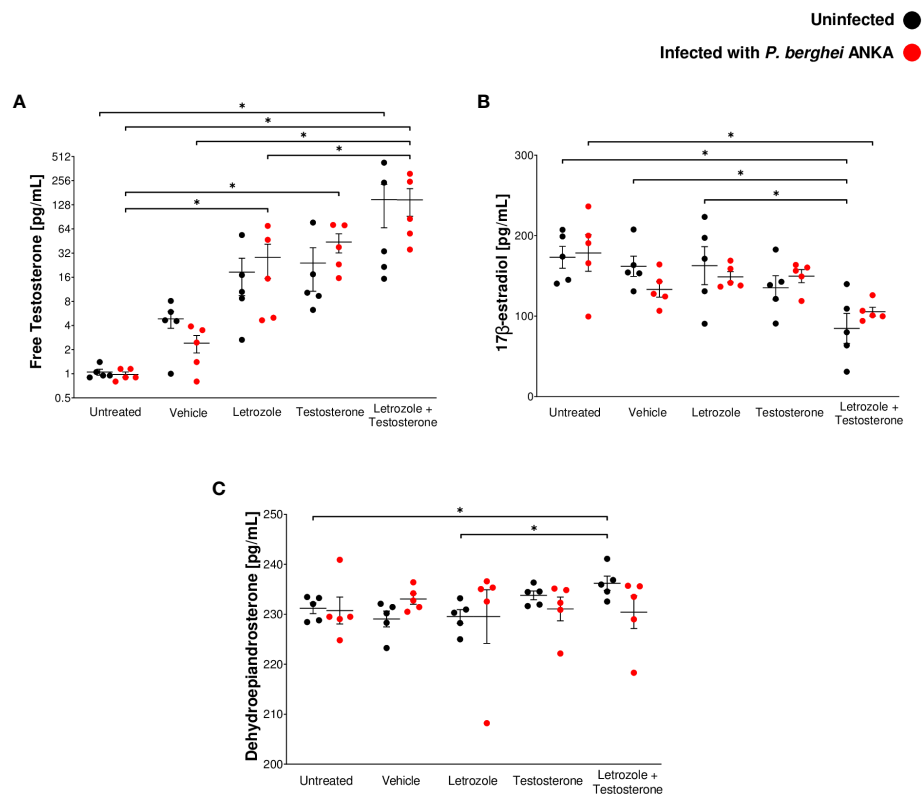 Uninfected
Infected with P. berghei ANKA
A
Free Testosterone [pg/mL]
512
256
128
64
32
16
8
4
2
1
0.5
* 
*
*
*
*
*
Untreated
Vehicle
Letrozole
Testosterone
Letrozole +
Testosterone
B
17β-estradiol [pg/mL]
300
200
100
0
*
*
*
*
Untreated
Vehicle
Letrozole
Testosterone
Letrozole +
Testosterone
C
Dehydroepiandrosterone [pg/mL]
250
240
230
220
210
200
*
*
Untreated
Vehicle
Letrozole
Testosterone
Letrozole +
Testosterone